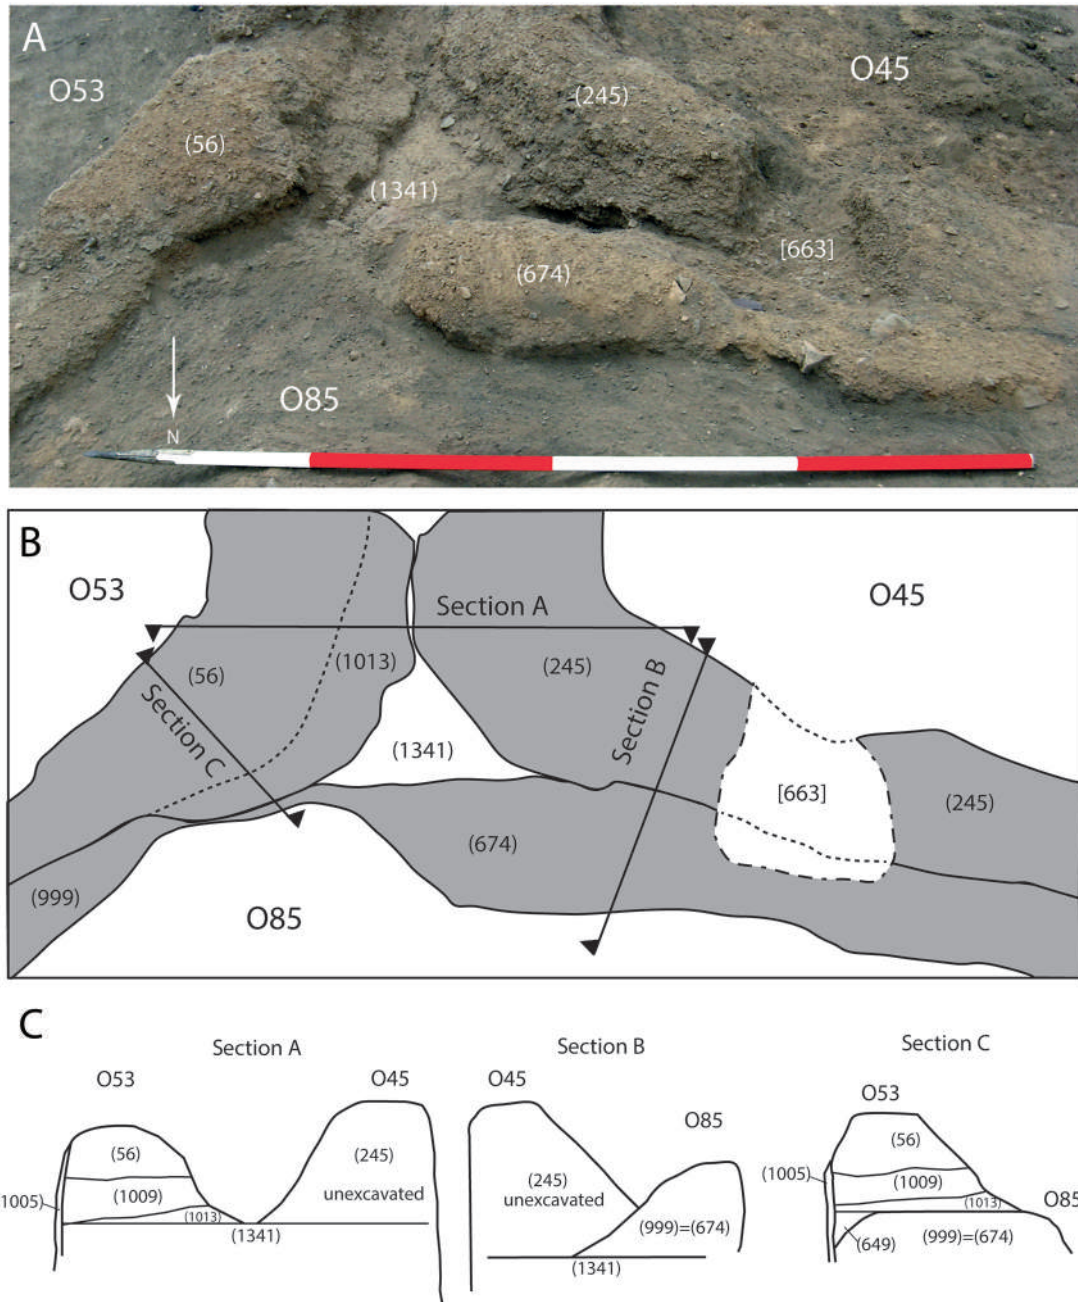 A
O53
O45
(245)
(56)
(1341)
[663]
(674)
O85
N
B
O53
O45
Section A
(56)
(1013)
(245)
Section B
Section C
(1341)
[663]
(245)
(674)
(999)
O85
C
Section A
Section B
Section C
O53
O45
O45
O53
O85
(56)
(245)
unexcavated
(1009)
(1005)
(1013)
(1341)
(245)
unexcavated
(999)=(674)
(1341)
(56)
(1005)
(1009)
(1013)
O85
(649)
(999)=(674)